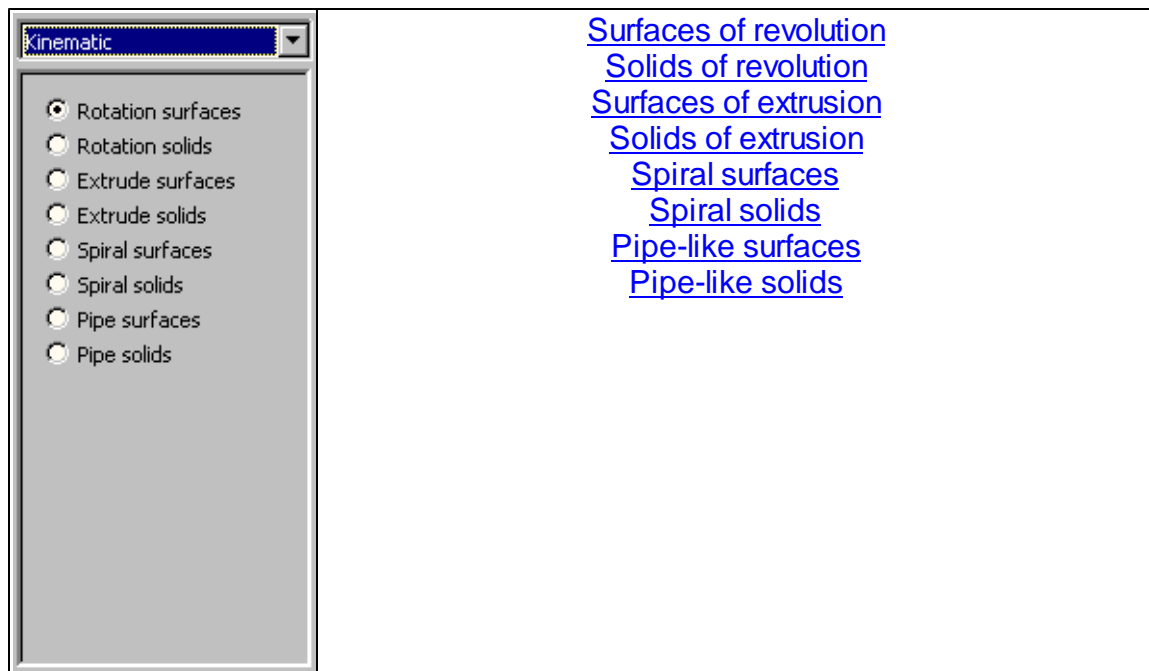 Kinematic
Rotation surfaces
Rotation solids
Extrude surfaces
Extrude solids
Spiral surfaces
Spiral solids
Pipe surfaces
Pipe solids
Surfaces of revolution
Solids of revolution
Surfaces of extrusion
Solids of extrusion
Spiral surfaces
Spiral solids
Pipe-like surfaces
Pipe-like solids